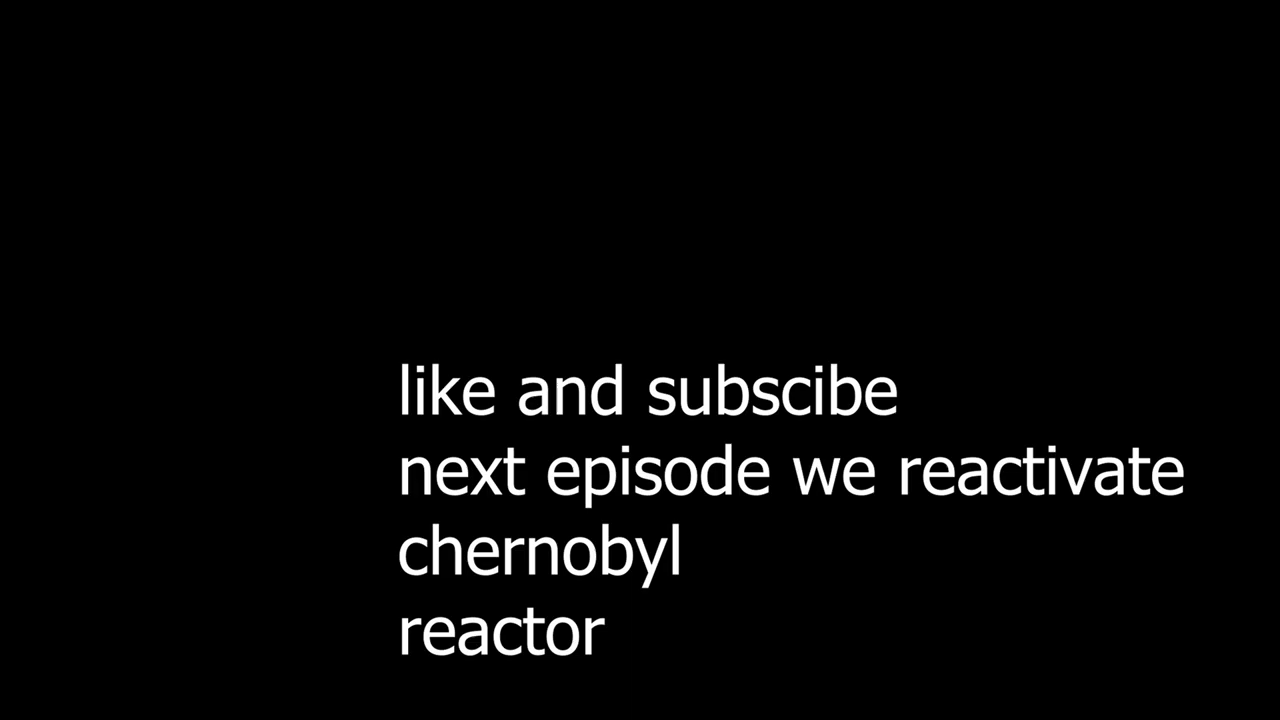 like and subscibe
next episode we reactivate
chernobyl
reactor